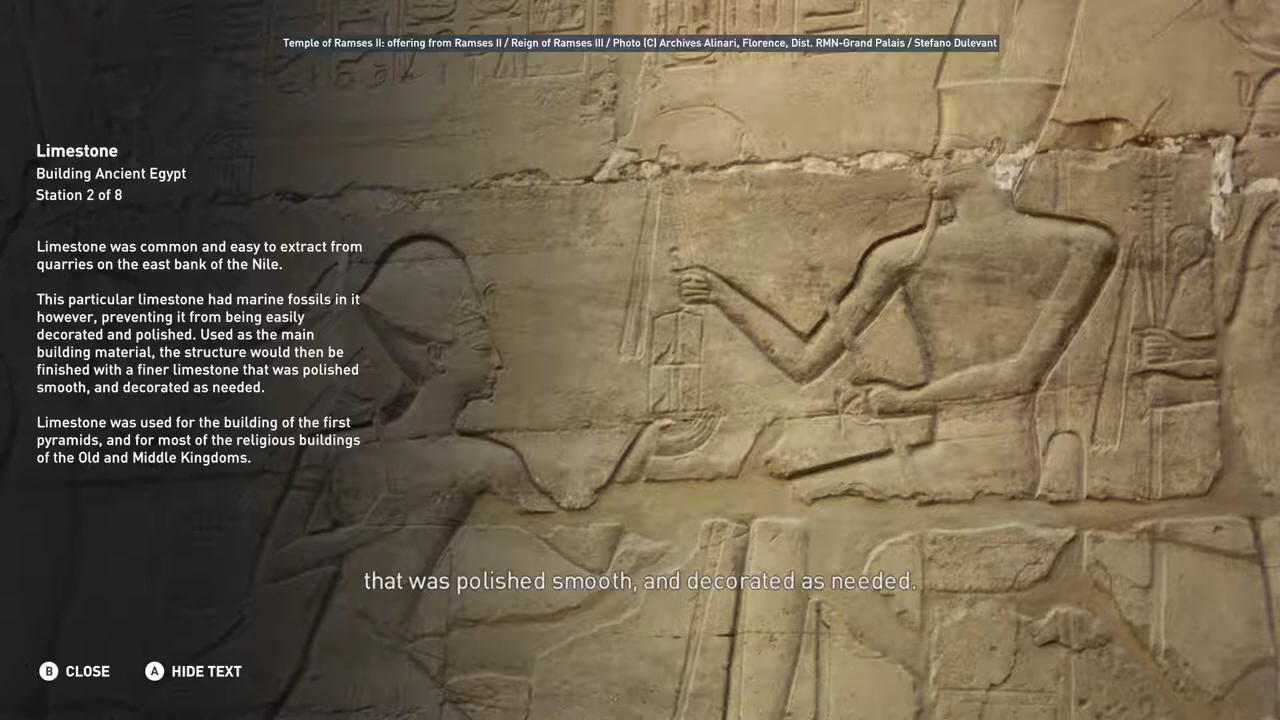 Temple of Ramses II: offering from Ramses II / Reign of Ramses III / Photo (C) Archives Alinari, Florence, Dist. RMN-Grand Palais / Stefano Dulevant
Limestone
Building Ancient Egypt
Station 2 of 8
Limestone was common and easy to extract from
quarries on the east bank of the Nile.
This particular limestone had marine fossils in it
however, preventing it from being easily
decorated and polished. Used as the main
building material, the structure would then be
finished with a finer limestone that was polished
smooth, and decorated as needed.
Limestone was used for the building of the first
pyramids, and for most of the religious buildings
of the Old and Middle Kingdoms.
that was polished smooth, and decorated as needed.
B CLOSE A HIDE TEXT